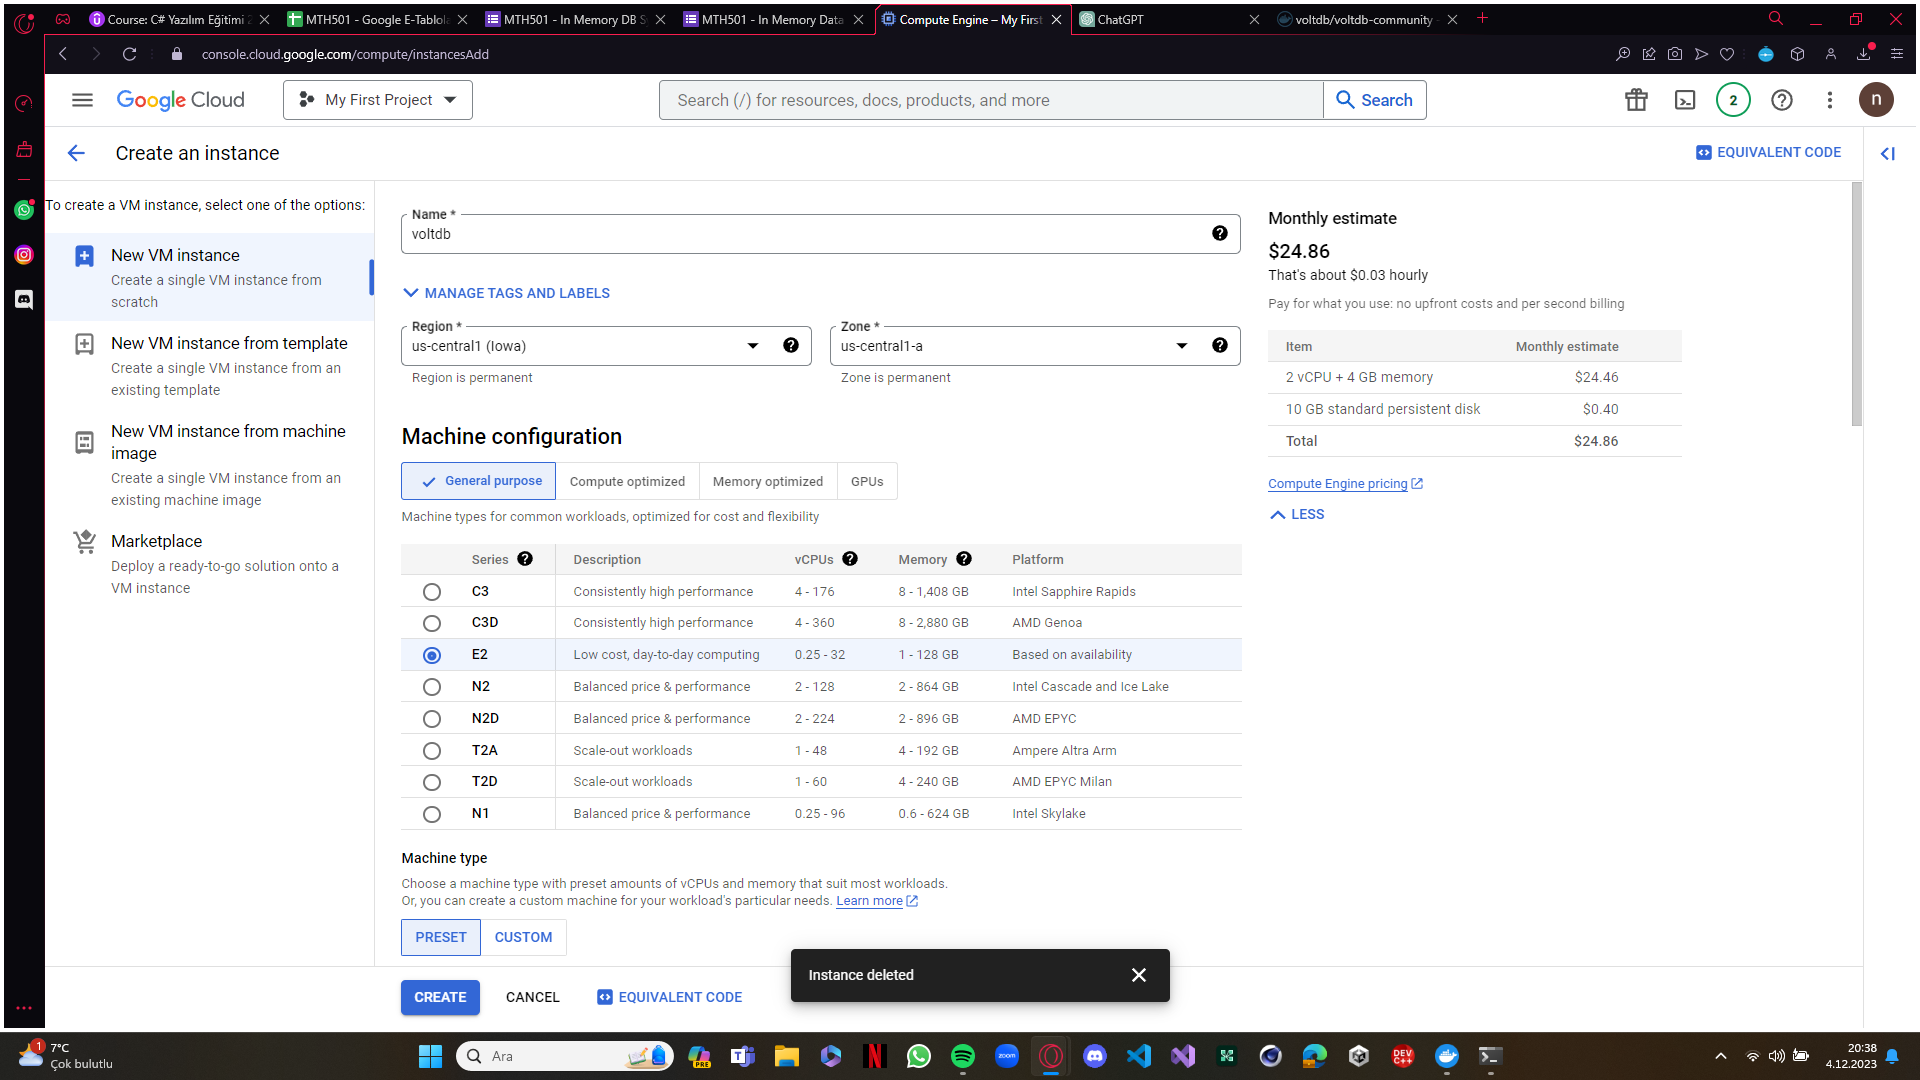 Course: C# Yazılım Eğitimi 2
MTH501 - Google E-Tablola
MTH501 - In Memory DB S
MTH501 - In Memory Data
Compute Engine – My First
ChatGPT
voltdb/voltdb-community -
console.cloud.google.com/compute/instancesAdd
Google Cloud
My First Project
Search (/) for resources, docs, products, and more
Search
2
n
Create an instance
EQUIVALENT CODE
To create a VM instance, select one of the options:
New VM instance
Create a single VM instance from
scratch
New VM instance from template
Create a single VM instance from an
existing template
New VM instance from machine
image
Create a single VM instance from an
existing machine image
Marketplace
Deploy a ready-to-go solution onto a
VM instance
Name *
voltdb
MANAGE TAGS AND LABELS
Region *
us-central1 (Iowa)
Region is permanent
Zone *
us-central1-a
Zone is permanent
Machine configuration
General purpose
Compute optimized
Memory optimized
GPUs
Machine types for common workloads, optimized for cost and flexibility
Series Description vCPUs Memory Platform
C3 Consistently high performance 4 - 176 8 - 1,408 GB Intel Sapphire Rapids
C3D Consistently high performance 4 - 360 8 - 2,880 GB AMD Genoa
E2 Low cost, day-to-day computing 0.25 - 32 1 - 128 GB Based on availability
N2 Balanced price & performance 2 - 128 2 - 864 GB Intel Cascade and Ice Lake
N2D Balanced price & performance 2 - 224 2 - 896 GB AMD EPYC
T2A Scale-out workloads 1 - 48 4 - 192 GB Ampere Altra Arm
T2D Scale-out workloads 1 - 60 4 - 240 GB AMD EPYC Milan
N1 Balanced price & performance 0.25 - 96 0.6 - 624 GB Intel Skylake
Machine type
Choose a machine type with preset amounts of vCPUs and memory that suit most workloads.
Or, you can create a custom machine for your workload's particular needs. Learn more
PRESET
CUSTOM
CREATE
CANCEL
EQUIVALENT CODE
Instance deleted
Monthly estimate
$24.86
That's about $0.03 hourly
Pay for what you use: no upfront costs and per second billing
Item Monthly estimate
2 vCPU + 4 GB memory $24.46
10 GB standard persistent disk $0.40
Total $24.86
Compute Engine pricing
LESS
1
7°C
Çok bulutlu
Ara
PRE
zoom
DEV
C++
20:38
4.12.2023